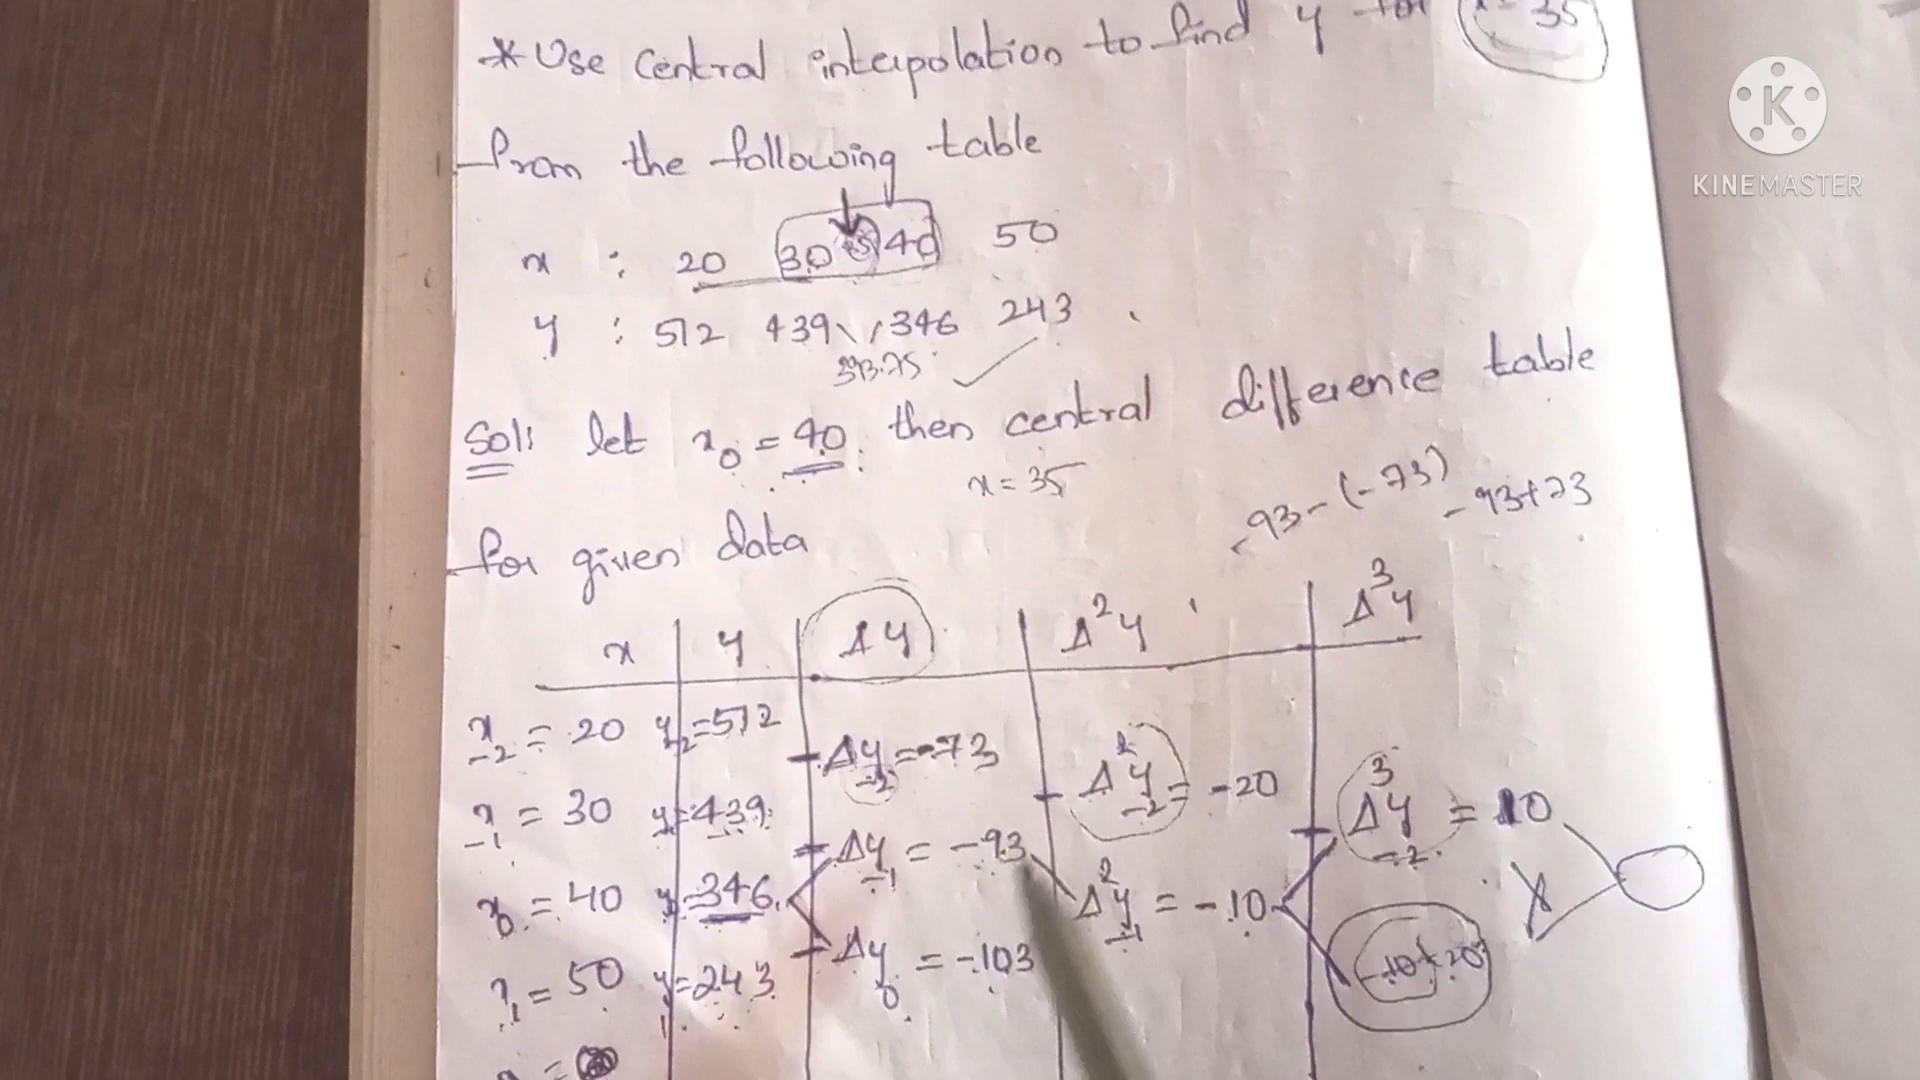 * Use Central interpolation to find y for x = 35
from the following table
x : 20 30 35 40 50
y : 512 439 346 243
393.75
Sol: let x₀ = 40 then central difference table
x = 35
for given data
-93-(-73)
-93+73
x y Δy Δ²y Δ³y
x₋₂ = 20 y₋₂ = 512
Δy₋₂ = -73
Δ²y₋₂ = -20
x₋₁ = 30 y = 439
Δ³y₋₂ = 10
Δy₋₁ = -93
x₀ = 40 y₀ = 346
Δ²y₋₁ = -10
Δy₀ = -103
-10+20
x₁ = 50 y₁ = 243
KINEMASTER